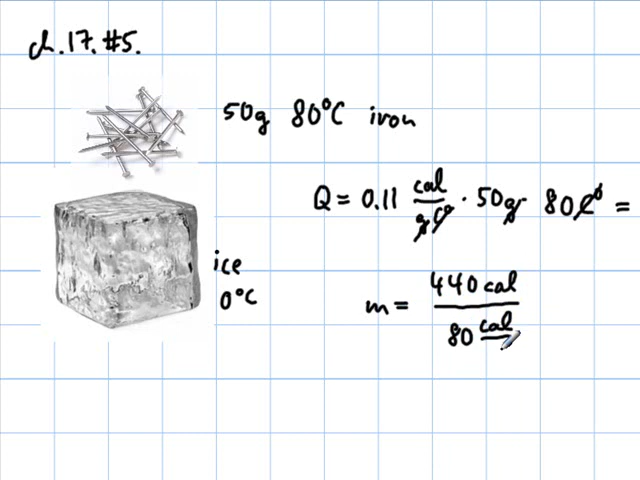 ch.17. #5.
50g 80°C iron
Q = 0.11 cal/g C° · 50g · 80 C° =
ice
0°C
m = 440 cal / 80 cal